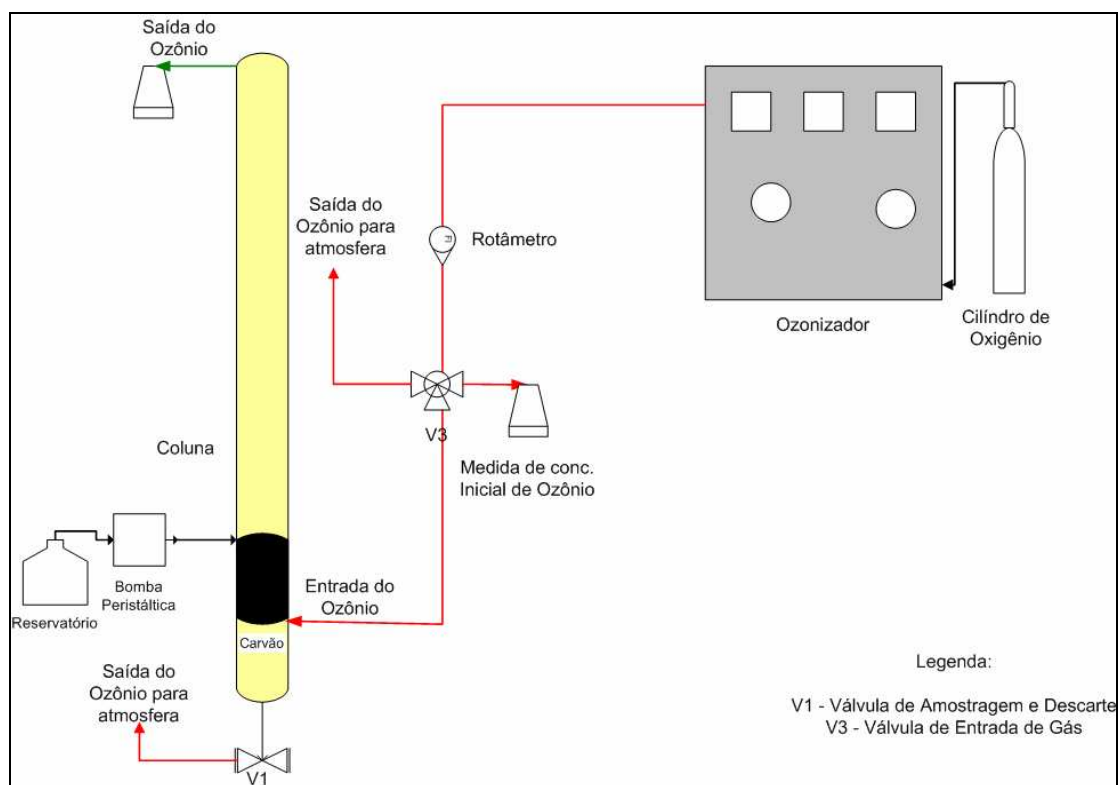 Saída do
Ozônio
Saída do
Ozônio para
atmosfera
Rotâmetro
FI
Ozonizador
Cilíndro de
Oxigênio
V3
Coluna
Medida de conc.
Inicial de Ozônio
Entrada do
Ozônio
Bomba
Peristáltica
Reservatório
Carvão
Saída do
Ozônio para
atmosfera
V1
Legenda:
V1 - Válvula de Amostragem e Descarte
V3 - Válvula de Entrada de Gás